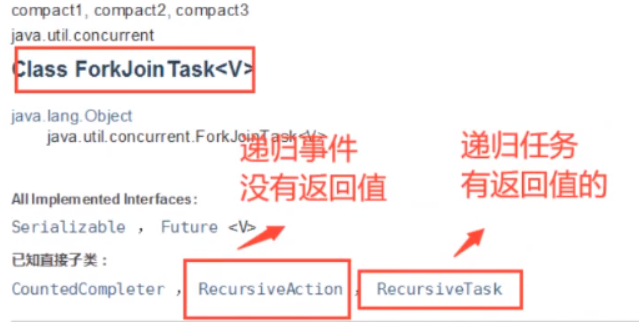 compact1, compact2, compact3
java.util.concurrent
Class ForkJoinTask<V>
java.lang.Object
java.util.concurrent.ForkJoinTask<V>
递归事件
没有返回值
递归任务
有返回值的
All Implemented Interfaces:
Serializable , Future <V>
已知直接子类：
CountedCompleter , RecursiveAction , RecursiveTask